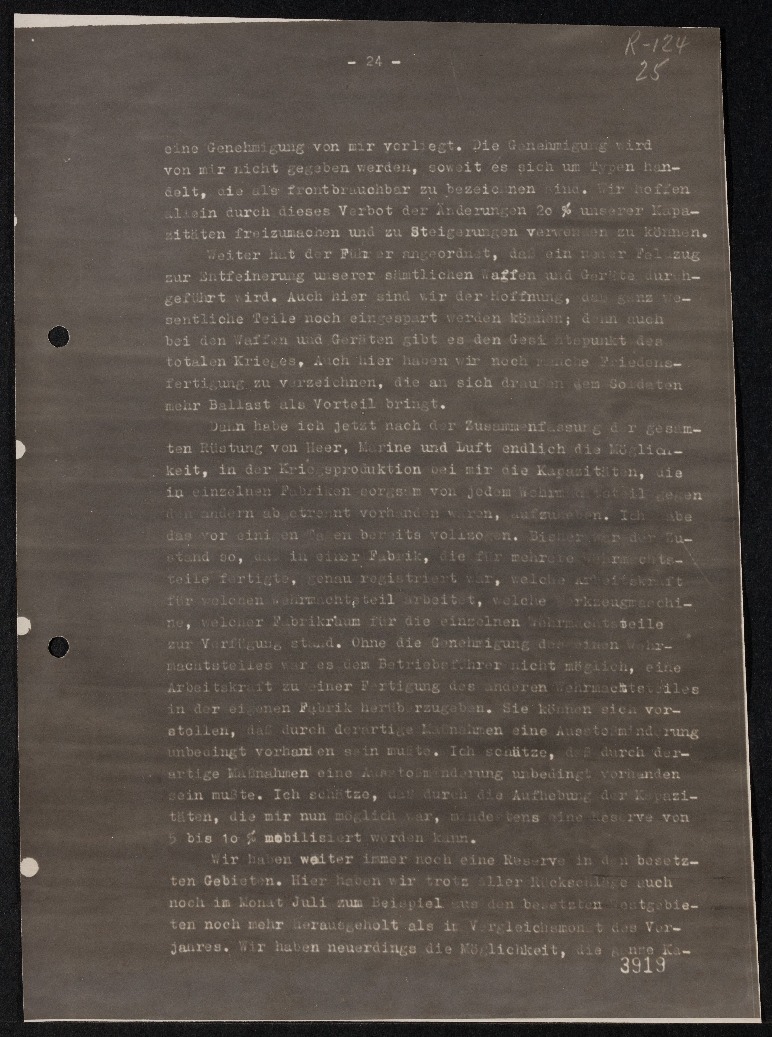 - 24 -
R-124
25
eine Genehmigung von mir vorliegt. Die Genehmigung wird
von mir nicht gegeben werden, soweit es sich um Typen han-
delt, die als frontbrauchbar zu bezeichnen sind. Wir hoffen
allein durch dieses Verbot der Änderungen 20 % unserer Kapa-
zitäten freizumachen und zu Steigerungen verwenden zu können.
Weiter hat der Führer angeordnet, daß ein neuer Feldzug
zur Entfeinerung unserer sämtlichen Waffen und Geräte durch-
geführt wird. Auch hier sind wir der Hoffnung, daß ganz we-
sentliche Teile noch eingespart werden können; denn auch
bei den Waffen und Geräten gibt es den Gesichtspunkt des
totalen Krieges. Auch hier haben wir noch manche Friedens-
fertigung zu verzeichnen, die an sich draußen dem Soldaten
mehr Ballast als Vorteil bringt.
Dann habe ich jetzt nach der Zusammenfassung der gesam-
ten Rüstung von Heer, Marine und Luft endlich die Möglich-
keit, in der Kriegsproduktion bei mir die Kapazitäten, die
in einzelnen Fabriken sorgsam von jedem Wehrmachtsteil gegen
den andern abgetrennt vorhanden waren, aufzuheben. Ich habe
das vor einigen Tagen bereits vollzogen. Bisher war der Zu-
stand so, daß in einer Fabrik, die für mehrere Wehrmachts-
teile fertigte, genau registriert war, welche Arbeitskraft
für welchen Wehrmachtsteil arbeitet, welche Werkzeugmaschi-
ne, welcher Fabrikraum für die einzelnen Wehrmachtsteile
zur Verfügung stand. Ohne die Genehmigung des einen Wehr-
machtsteiles war es dem Betriebsführer nicht möglich, eine
Arbeitskraft zu einer Fertigung des anderen Wehrmachtsteiles
in der eigenen Fabrik herüberzugeben. Sie können sich vor-
stellen, daß durch derartige Maßnahmen eine Ausstoßminderung
unbedingt vorhanden sein mußte. Ich schätze, daß durch der-
artige Maßnahmen eine Ausstoßminderung unbedingt vorhanden
sein mußte. Ich schätze, daß durch die Aufhebung der Kapazi-
täten, die mir nun möglich war, mindestens eine Reserve von
5 bis 10 % mobilisiert werden kann.
Wir haben weiter immer noch eine Reserve in den besetz-
ten Gebieten. Hier haben wir trotz aller Rückschläge auch
noch im Monat Juli zum Beispiel aus den besetzten Westgebie-
ten noch mehr herausgeholt als im Vergleichsmonat des Vor-
jahres. Wir haben neuerdings die Möglichkeit, die ganze Ka-
3919